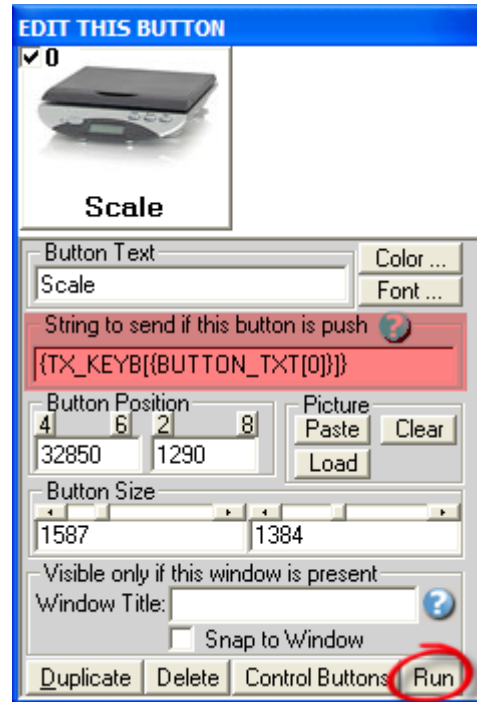 EDIT THIS BUTTON
0
Scale
Button Text
Color ...
Scale
Font ...
String to send if this button is push ?
{TX_KEYB[{BUTTON_TXT[0]}]}
Button Position
Picture
4 6 2 8
Paste Clear
32850 1290
Load
Button Size
1587 1384
Visible only if this window is present
Window Title: ?
Snap to Window
Duplicate Delete Control Buttons Run